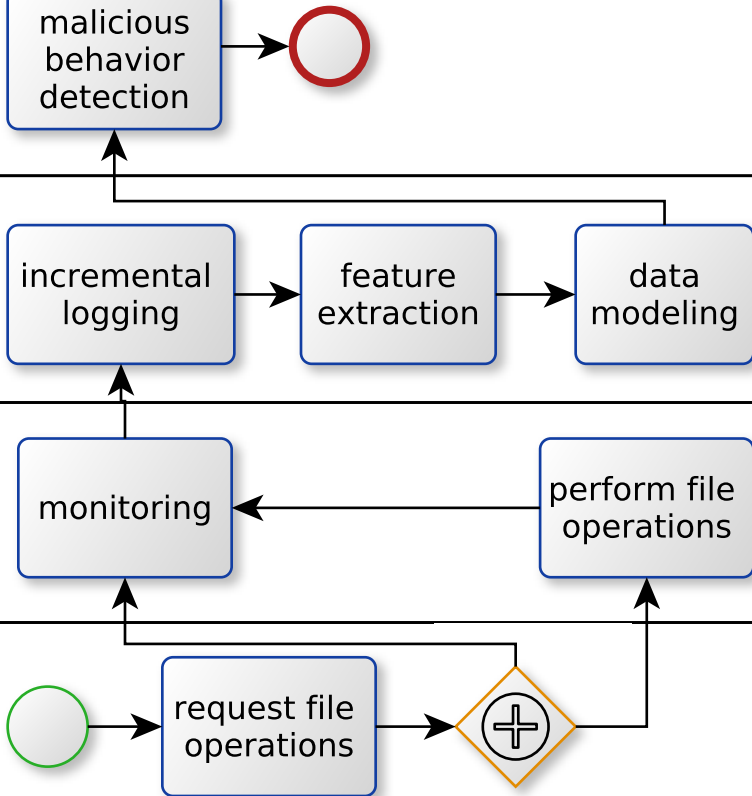 malicious
behavior
detection
incremental
logging
feature
extraction
data
modeling
monitoring
perform file
operations
request file
operations